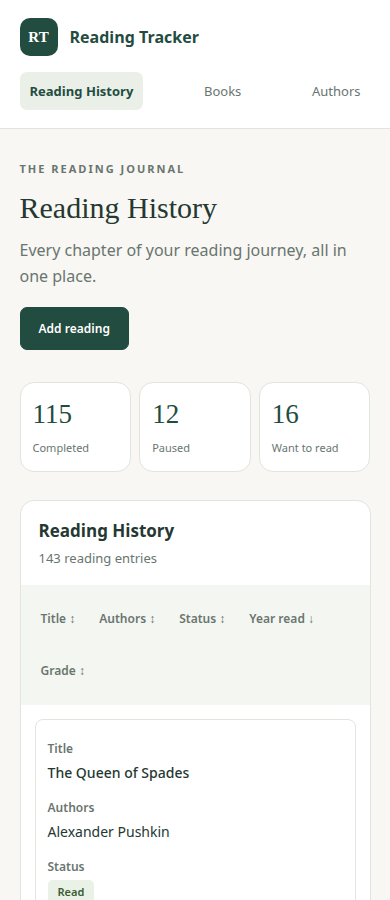 RT Reading Tracker
Reading History Books Authors
THE READING JOURNAL
Reading History
Every chapter of your reading journey, all in
one place.
Add reading
115 12 16
Completed Paused Want to read
Reading History
143 reading entries
Title ↕ Authors ↕ Status ↕ Year read ↓
Grade ↕
Title
The Queen of Spades
Authors
Alexander Pushkin
Status
Read